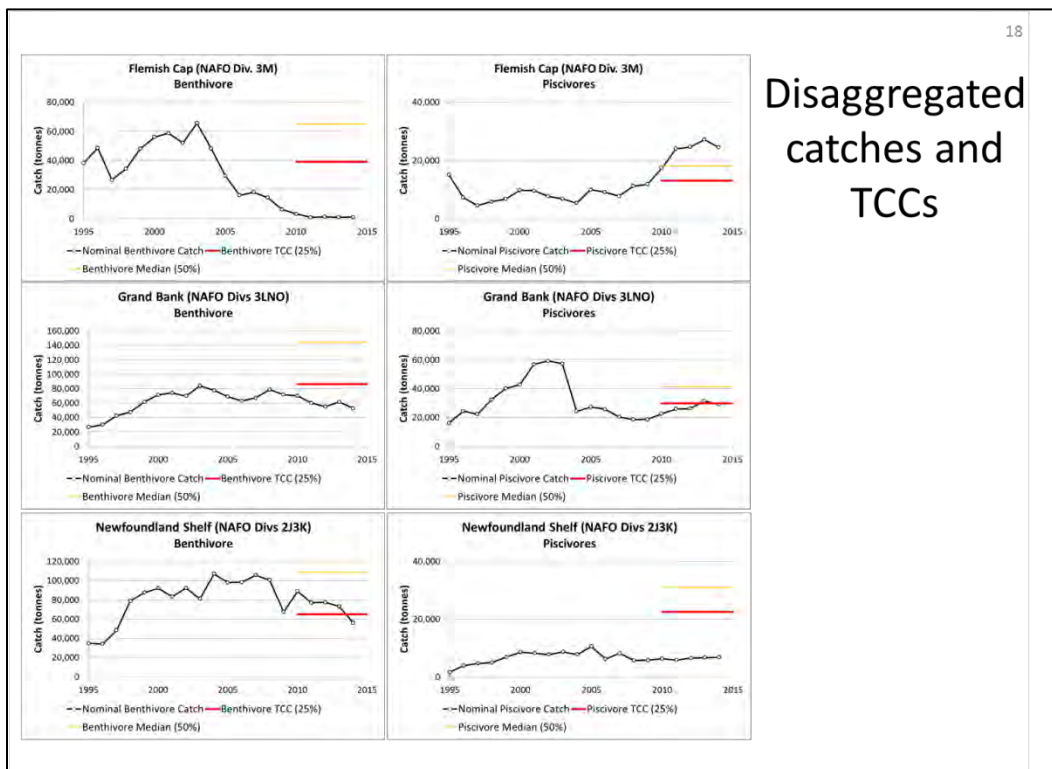 18
Disaggregated
catches and
TCCs
Flemish Cap (NAFO Div. 3M)
Benthivore
80,000
60,000
40,000
20,000
0
Catch (tonnes)
1995 2000 2005 2010 2015
Nominal Benthivore Catch Benthivore TCC (25%)
Benthivore Median (50%)
Flemish Cap (NAFO Div. 3M)
Piscivores
40,000
20,000
0
Catch (tonnes)
1995 2000 2005 2010 2015
Nominal Piscivore Catch Piscivore TCC (25%)
Piscivore Median (50%)
Grand Bank (NAFO Divs 3LNO)
Benthivore
160,000
140,000
120,000
100,000
80,000
60,000
40,000
20,000
0
Catch (tonnes)
1995 2000 2005 2010 2015
Nominal Benthivore Catch Benthivore TCC (25%)
Benthivore Median (50%)
Grand Bank (NAFO Divs 3LNO)
Piscivores
80,000
60,000
40,000
20,000
0
Catch (tonnes)
1995 2000 2005 2010 2015
Nominal Piscivore Catch Piscivore TCC (25%)
Piscivore Median (50%)
Newfoundland Shelf (NAFO Divs 2J3K)
Benthivore
120,000
100,000
80,000
60,000
40,000
20,000
0
Catch (tonnes)
1995 2000 2005 2010 2015
Nominal Benthivore Catch Benthivore TCC (25%)
Benthivore Median (50%)
Newfoundland Shelf (NAFO Divs 2J3K)
Piscivores
40,000
20,000
0
Catch (tonnes)
1995 2000 2005 2010 2015
Nominal Piscivore Catch Piscivore TCC (25%)
Piscivore Median (50%)